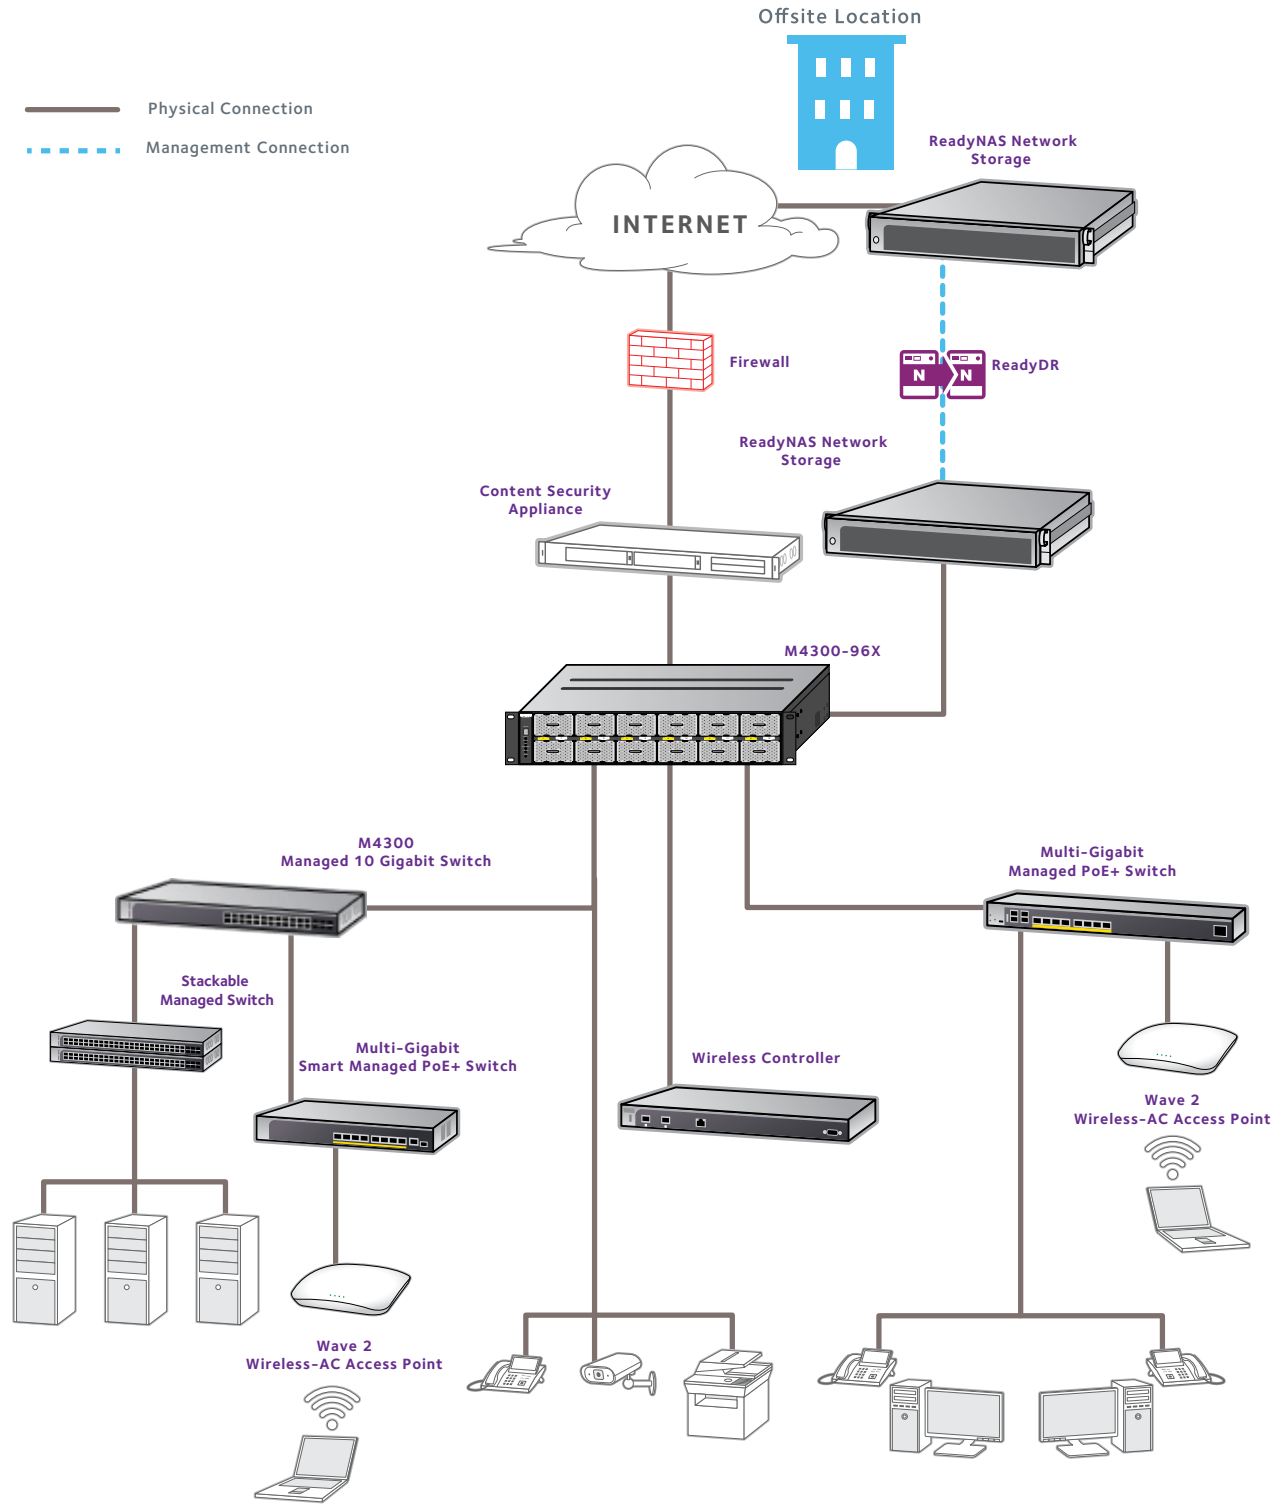 Offsite Location
Physical Connection
Management Connection
ReadyNAS Network
Storage
INTERNET
Firewall
N
N
ReadyDR
ReadyNAS Network
Storage
Content Security
Appliance
M4300-96X
M4300
Managed 10 Gigabit Switch
Multi-Gigabit
Managed PoE+ Switch
Stackable
Managed Switch
Multi-Gigabit
Smart Managed PoE+ Switch
Wireless Controller
Wave 2
Wireless-AC Access Point
Wave 2
Wireless-AC Access Point